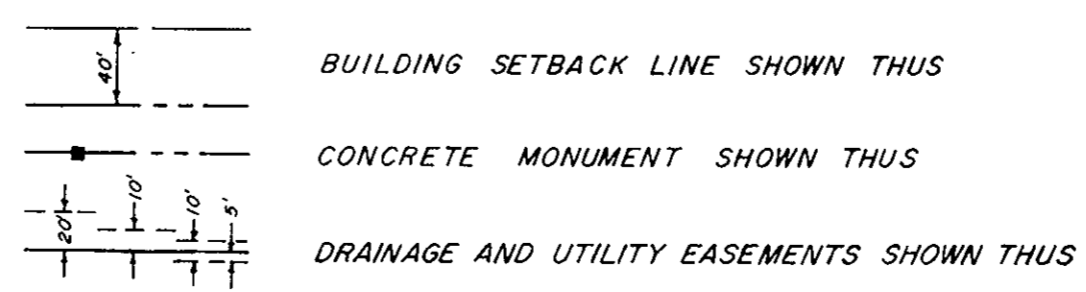 40' BUILDING SETBACK LINE SHOWN THUS
CONCRETE MONUMENT SHOWN THUS
20' 10' 10' 5' DRAINAGE AND UTILITY EASEMENTS SHOWN THUS